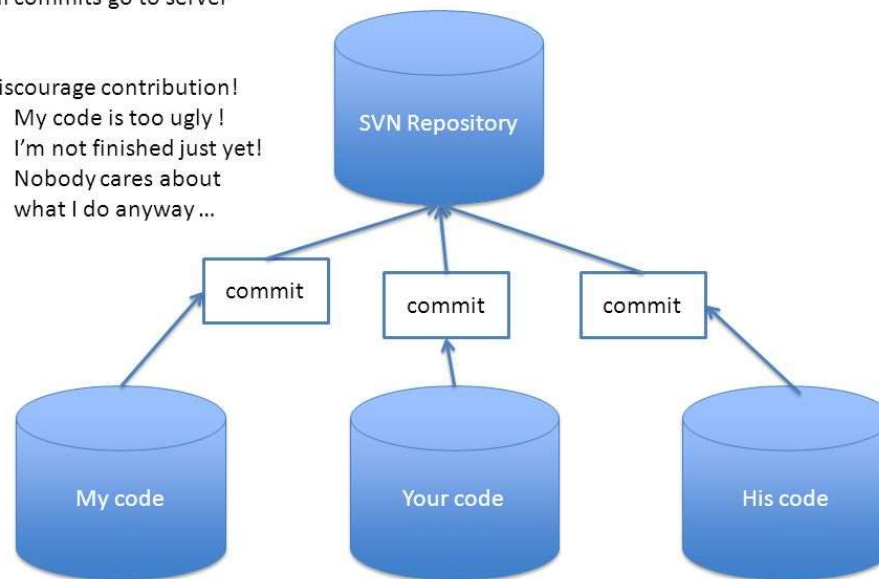 commits go to server
iscourage contribution!
My code is too ugly !
I'm not finished just yet!
Nobody cares about
what I do anyway ...
SVN Repository
commit
commit
commit
My code
Your code
His code